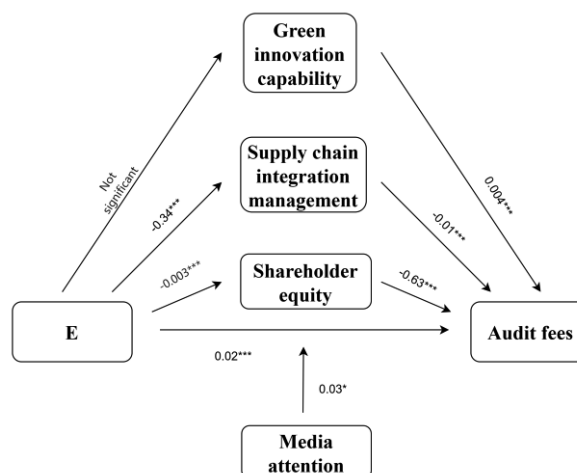 Green
innovation
capability
Not
significant
0.004***
Supply chain
integration
management
-0.34***
-0.01***
Shareholder
equity
-0.003***
-0.63***
E
Audit fees
0.02***
0.03*
Media
attention